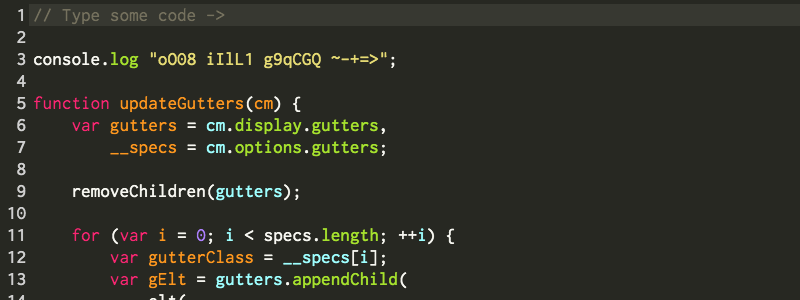 1 // Type some code ->
2
3 console.log "oO08 iIlL1 g9qCGQ ~-+=>";
4
5 function updateGutters(cm) {
6     var gutters = cm.display.gutters,
7         __specs = cm.options.gutters;
8
9     removeChildren(gutters);
10
11     for (var i = 0; i < specs.length; ++i) {
12         var gutterClass = __specs[i];
13         var gElt = gutters.appendChild(
14             elt(